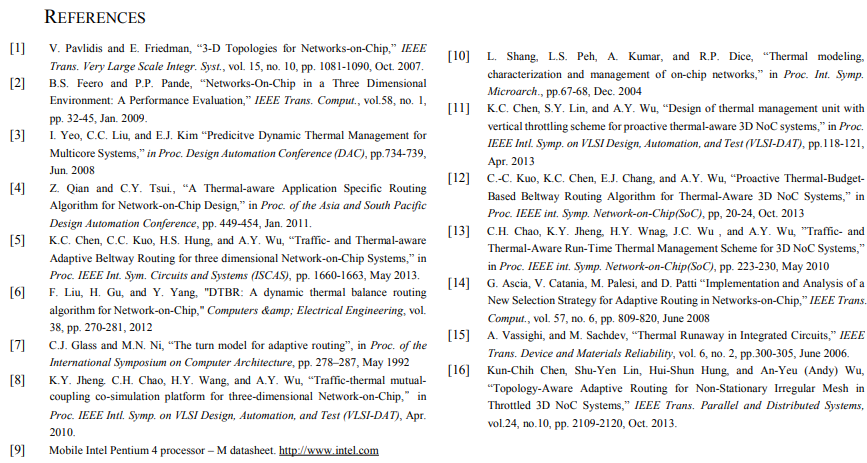 REFERENCES
[1] V. Pavlidis and E. Friedman, “3-D Topologies for Networks-on-Chip,” IEEE
Trans. Very Large Scale Integr. Syst., vol. 15, no. 10, pp. 1081-1090, Oct. 2007.
[2] B.S. Feero and P.P. Pande, “Networks-On-Chip in a Three Dimensional
Environment: A Performance Evaluation,” IEEE Trans. Comput., vol.58, no. 1,
pp. 32-45, Jan. 2009.
[3] I. Yeo, C.C. Liu, and E.J. Kim “Predicitve Dynamic Thermal Management for
Multicore Systems,” in Proc. Design Automation Conference (DAC), pp.734-739,
Jun. 2008
[4] Z. Qian and C.Y. Tsui., “A Thermal-aware Application Specific Routing
Algorithm for Network-on-Chip Design,” in Proc. of the Asia and South Pacific
Design Automation Conference, pp. 449-454, Jan. 2011.
[5] K.C. Chen, C.C. Kuo, H.S. Hung, and A.Y. Wu, “Traffic- and Thermal-aware
Adaptive Beltway Routing for three dimensional Network-on-Chip Systems,” in
Proc. IEEE Int. Sym. Circuits and Systems (ISCAS), pp. 1660-1663, May 2013.
[6] F. Liu, H. Gu, and Y. Yang, "DTBR: A dynamic thermal balance routing
algorithm for Network-on-Chip," Computers &amp; Electrical Engineering, vol.
38, pp. 270-281, 2012
[7] C.J. Glass and M.N. Ni, “The turn model for adaptive routing”, in Proc. of the
International Symposium on Computer Architecture, pp. 278–287, May 1992
[8] K.Y. Jheng. C.H. Chao, H.Y. Wang, and A.Y. Wu, “Traffic-thermal mutual-
coupling co-simulation platform for three-dimensional Network-on-Chip,” in
Proc. IEEE Intl. Symp. on VLSI Design, Automation, and Test (VLSI-DAT), Apr.
2010.
[9] Mobile Intel Pentium 4 processor – M datasheet. http://www.intel.com
[10] L. Shang, L.S. Peh, A. Kumar, and R.P. Dice, “Thermal modeling,
characterization and management of on-chip networks,” in Proc. Int. Symp.
Microarch., pp.67-68, Dec. 2004
[11] K.C. Chen, S.Y. Lin, and A.Y. Wu, “Design of thermal management unit with
vertical throttling scheme for proactive thermal-aware 3D NoC systems,” in Proc.
IEEE Intl. Symp. on VLSI Design, Automation, and Test (VLSI-DAT), pp.118-121,
Apr. 2013
[12] C.-C. Kuo, K.C. Chen, E.J. Chang, and A.Y. Wu, “Proactive Thermal-Budget-
Based Beltway Routing Algorithm for Thermal-Aware 3D NoC Systems,” in
Proc. IEEE int. Symp. Network-on-Chip(SoC), pp, 20-24, Oct. 2013
[13] C.H. Chao, K.Y. Jheng, H.Y. Wnag, J.C. Wu , and A.Y. Wu, ”Traffic- and
Thermal-Aware Run-Time Thermal Management Scheme for 3D NoC Systems,”
in Proc. IEEE int. Symp. Network-on-Chip(SoC), pp. 223-230, May 2010
[14] G. Ascia, V. Catania, M. Palesi, and D. Patti “Implementation and Analysis of a
New Selection Strategy for Adaptive Routing in Networks-on-Chip,” IEEE Trans.
Comput., vol. 57, no. 6, pp. 809-820, June 2008
[15] A. Vassighi, and M. Sachdev, “Thermal Runaway in Integrated Circuits,” IEEE
Trans. Device and Materials Reliability, vol. 6, no. 2, pp.300-305, June 2006.
[16] Kun-Chih Chen, Shu-Yen Lin, Hui-Shun Hung, and An-Yeu (Andy) Wu,
“Topology-Aware Adaptive Routing for Non-Stationary Irregular Mesh in
Throttled 3D NoC Systems,” IEEE Trans. Parallel and Distributed Systems,
vol.24, no.10, pp. 2109-2120, Oct. 2013.